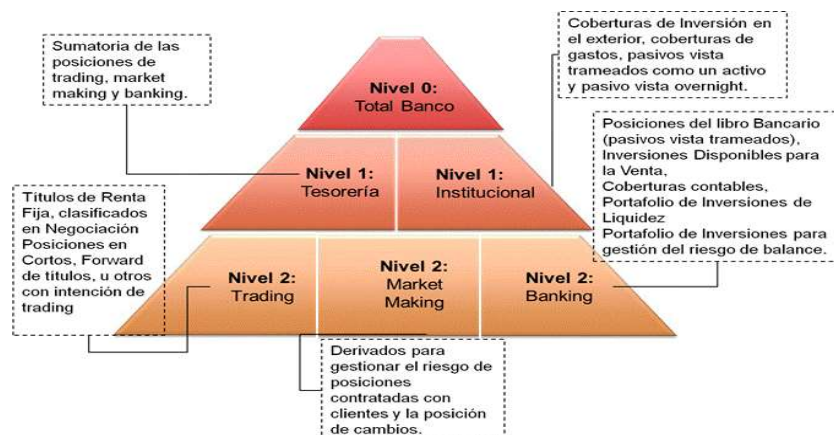 Sumatoria de las
posiciones de
trading, market
making y banking.
Coberturas de Inversión en
el exterior, coberturas de
gastos, pasivos vista
trameados como un activo
y pasivo vista overnight.
Nivel 0:
Total Banco
Nivel 1:
Tesorería
Nivel 1:
Institucional
Posiciones del libro Bancario
(pasivos vista trameados),
Inversiones Disponibles para
la Venta,
Coberturas contables,
Portafolio de Inversiones de
Liquidez
Portafolio de Inversiones para
gestión del riesgo de balance.
Títulos de Renta
Fija, clasificados
en Negociación
Posiciones en
Cortos, Forward
de títulos, u otros
con intención de
trading
Nivel 2:
Trading
Nivel 2:
Market
Making
Nivel 2:
Banking
Derivados para
gestionar el riesgo de
posiciones
contratadas con
clientes y la posición
de cambios.